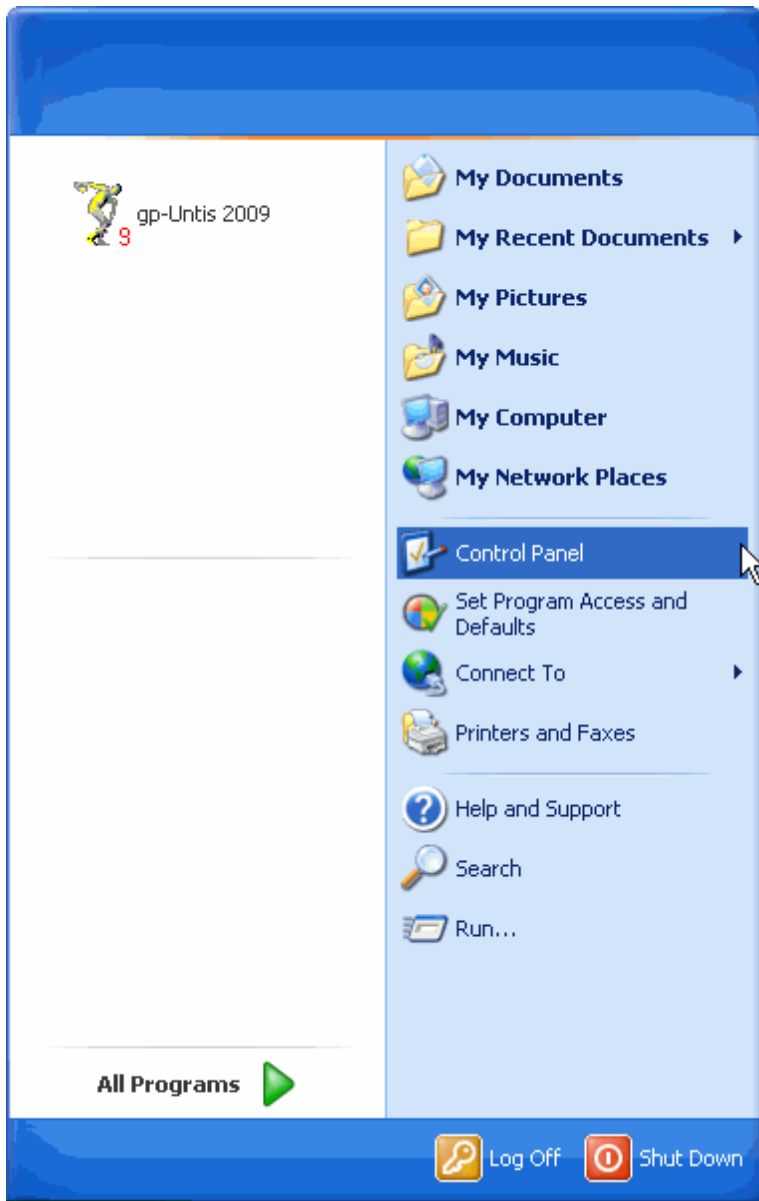 gp-Untis 2009
9
All Programs
My Documents
My Recent Documents
My Pictures
My Music
My Computer
My Network Places
Control Panel
Set Program Access and
Defaults
Connect To
Printers and Faxes
Help and Support
Search
Run...
Log Off
Shut Down